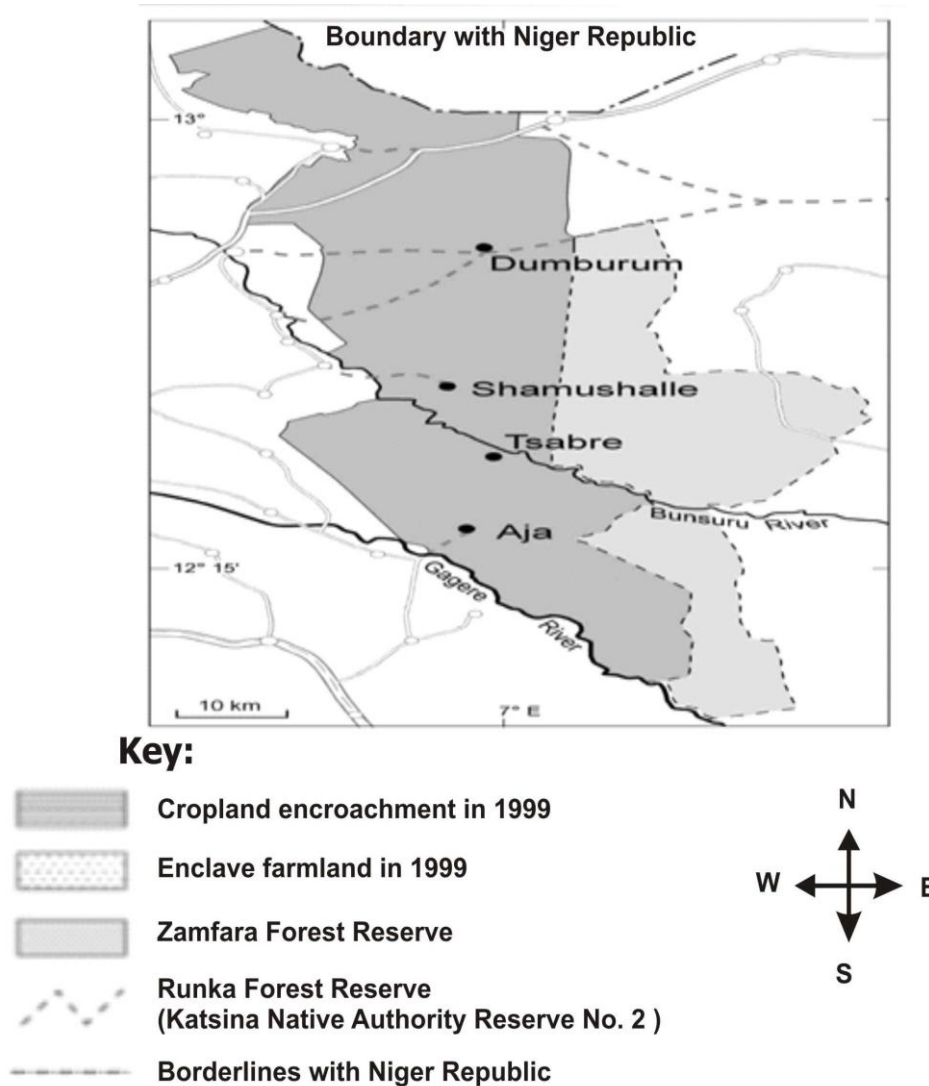 Boundary with Niger Republic
13°
Dumburum
Shamushalle
Tsabre
Bunsuru River
Aja
12° 15'
Gagere
River
10 km
7° E
Key:
Cropland encroachment in 1999
Enclave farmland in 1999
Zamfara Forest Reserve
Runka Forest Reserve
(Katsina Native Authority Reserve No. 2 )
Borderlines with Niger Republic
N
W
E
S